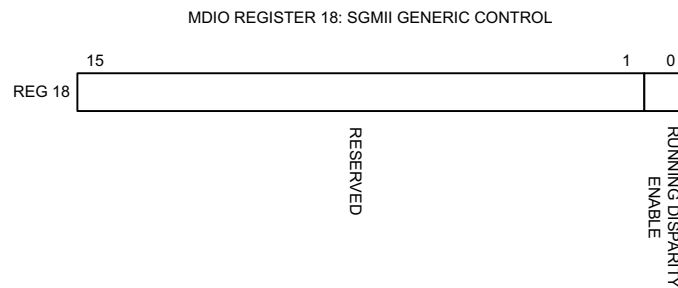 MDIO REGISTER 18: SGMII GENERIC CONTROL
15 1 0
REG 18
RESERVED
RUNNING DISPARITY
ENABLE